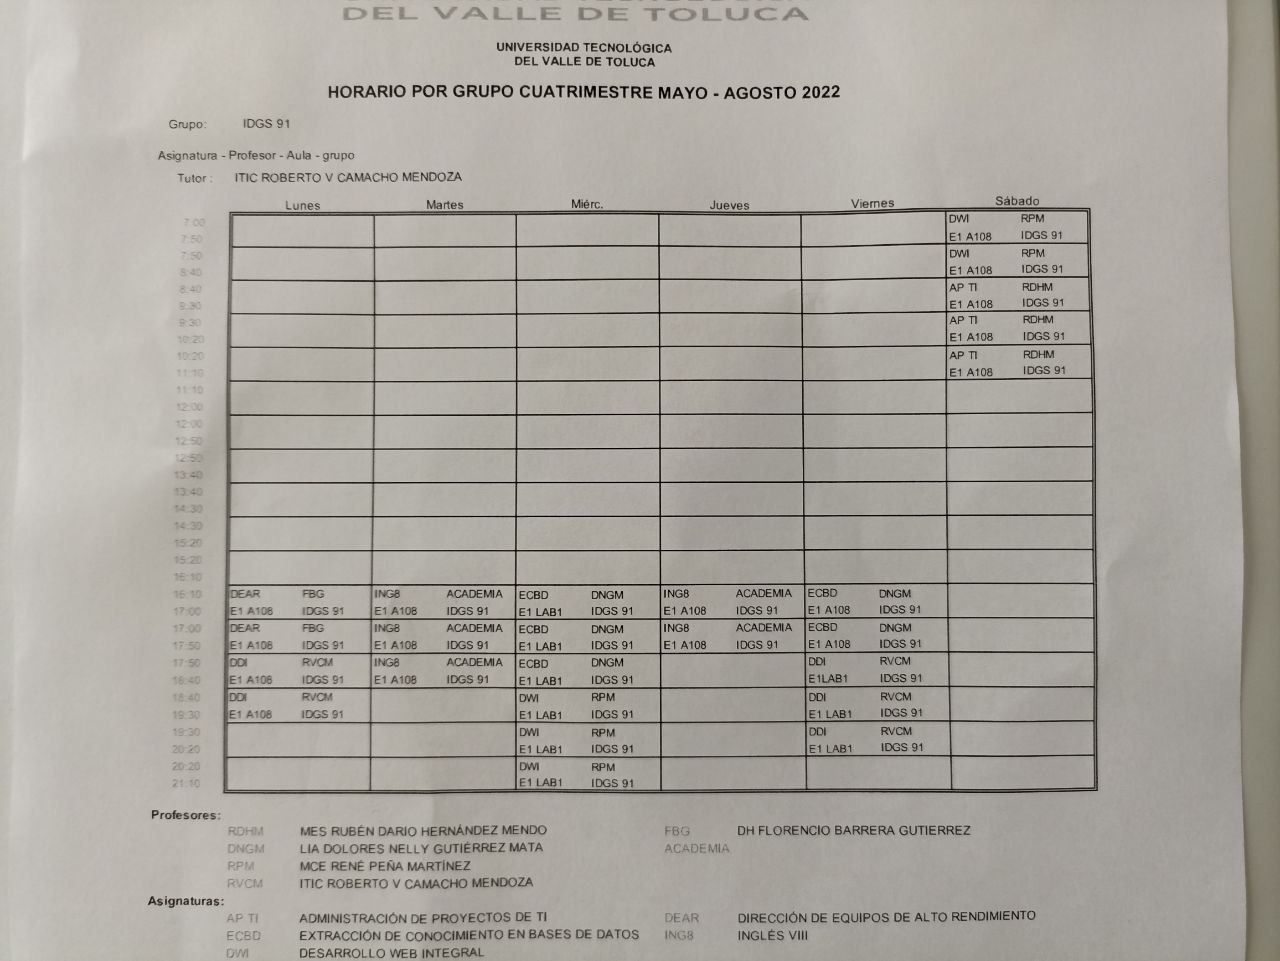 DEL VALLE DE TOLUCA
UNIVERSIDAD TECNOLÓGICA
DEL VALLE DE TOLUCA
HORARIO POR GRUPO CUATRIMESTRE MAYO - AGOSTO 2022
Grupo: IDGS 91
Asignatura - Profesor - Aula - grupo
Tutor : ITIC ROBERTO V CAMACHO MENDOZA
Lunes Martes Miérc. Jueves Viernes Sábado
7:00 DWI RPM
7:50 E1 A108 IDGS 91
7:50 DWI RPM
8:40 E1 A108 IDGS 91
8:40 AP TI RDHM
9:30 E1 A108 IDGS 91
9:30 AP TI RDHM
10:20 E1 A108 IDGS 91
10:20 AP TI RDHM
11:10 E1 A108 IDGS 91
11:10
12:00
12:00
12:50
12:50
13:40
13:40
14:30
14:30
15:20
15:20
16:10
16:10 DEAR FBG ING8 ACADEMIA ECBD DNGM ING8 ACADEMIA ECBD DNGM
17:00 E1 A108 IDGS 91 E1 A108 IDGS 91 E1 LAB1 IDGS 91 E1 A108 IDGS 91 E1 A108 IDGS 91
17:00 DEAR FBG ING8 ACADEMIA ECBD DNGM ING8 ACADEMIA ECBD DNGM
17:50 E1 A108 IDGS 91 E1 A108 IDGS 91 E1 LAB1 IDGS 91 E1 A108 IDGS 91 E1 A108 IDGS 91
17:50 DDI RVCM ING8 ACADEMIA ECBD DNGM DDI RVCM
18:40 E1 A108 IDGS 91 E1 A108 IDGS 91 E1 LAB1 IDGS 91 E1LAB1 IDGS 91
18:40 DDI RVCM DWI RPM DDI RVCM
19:30 E1 A108 IDGS 91 E1 LAB1 IDGS 91 E1 LAB1 IDGS 91
19:30 DWI RPM DDI RVCM
20:20 E1 LAB1 IDGS 91 E1 LAB1 IDGS 91
20:20 DWI RPM
21:10 E1 LAB1 IDGS 91
Profesores:
RDHM MES RUBÉN DARIO HERNÁNDEZ MENDO FBG DH FLORENCIO BARRERA GUTIERREZ
DNGM LIA DOLORES NELLY GUTIÉRREZ MATA ACADEMIA
RPM MCE RENÉ PEÑA MARTÍNEZ
RVCM ITIC ROBERTO V CAMACHO MENDOZA
Asignaturas:
AP TI ADMINISTRACIÓN DE PROYECTOS DE TI DEAR DIRECCIÓN DE EQUIPOS DE ALTO RENDIMIENTO
ECBD EXTRACCIÓN DE CONOCIMIENTO EN BASES DE DATOS ING8 INGLÉS VIII
DWI DESARROLLO WEB INTEGRAL